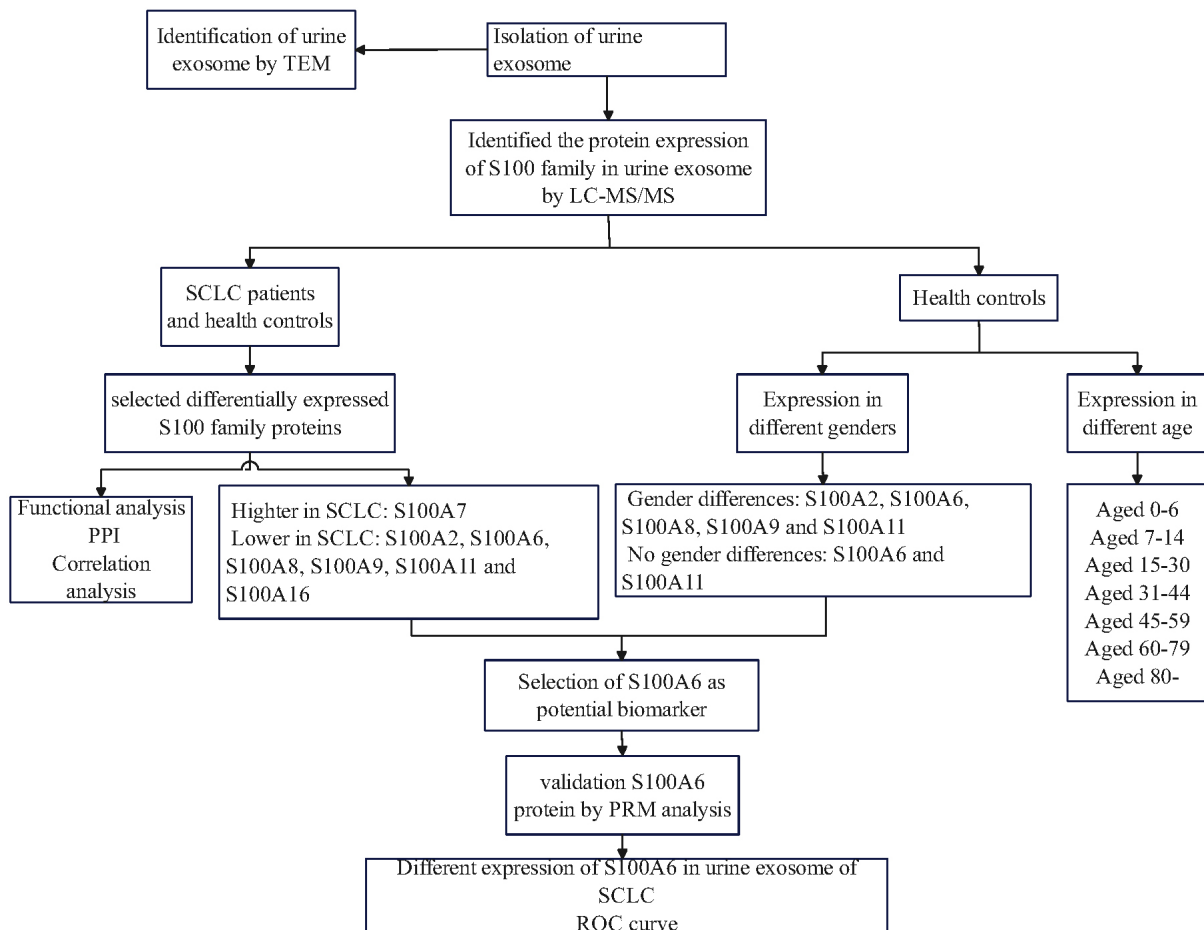 Identification of urine
exosome by TEM
Isolation of urine
exosome
Identified the protein expression
of S100 family in urine exosome
by LC-MS/MS
SCLC patients
and health controls
Health controls
selected differentially expressed
S100 family proteins
Expression in
different genders
Expression in
different age
Functional analysis
PPI
Correlation
analysis
Highter in SCLC: S100A7
Lower in SCLC: S100A2, S100A6,
S100A8, S100A9, S100A11 and
S100A16
Gender differences: S100A2, S100A6,
S100A8, S100A9 and S100A11
No gender differences: S100A6 and
S100A11
Aged 0-6
Aged 7-14
Aged 15-30
Aged 31-44
Aged 45-59
Aged 60-79
Aged 80-
Selection of S100A6 as
potential biomarker
validation S100A6
protein by PRM analysis
Different expression of S100A6 in urine exosome of
SCLC
ROC curve